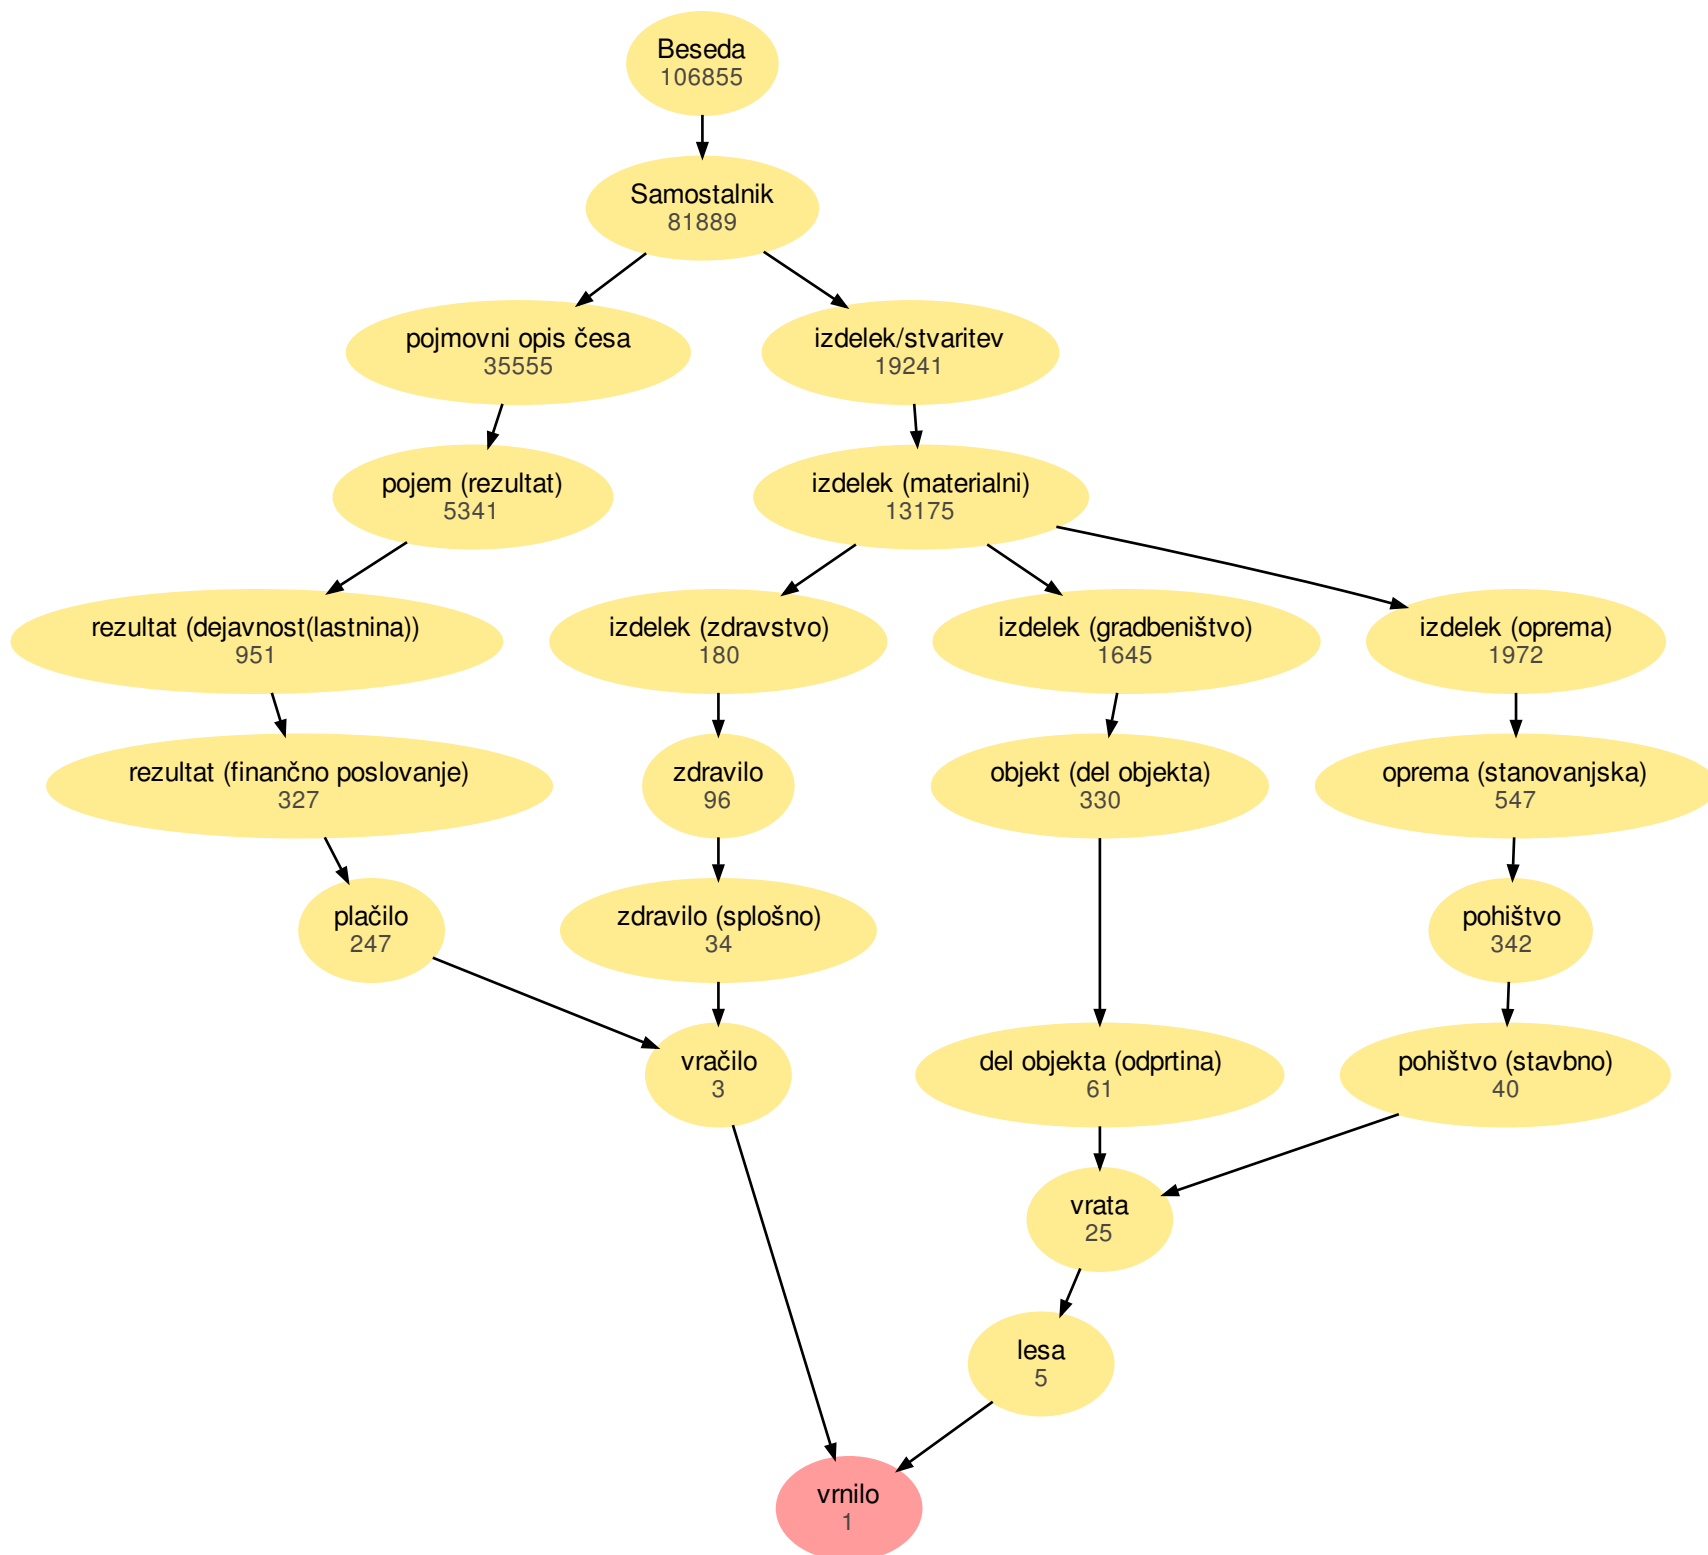 Beseda
106855
Samostalnik
81889
pojmovni opis česa
35555
izdelek/stvaritev
19241
pojem (rezultat)
5341
izdelek (materialni)
13175
rezultat (dejavnost(lastnina))
951
izdelek (zdravstvo)
180
izdelek (gradbeništvo)
1645
izdelek (oprema)
1972
rezultat (finančno poslovanje)
327
zdravilo
96
objekt (del objekta)
330
oprema (stanovanjska)
547
plačilo
247
zdravilo (splošno)
34
pohištvo
342
vračilo
3
del objekta (odprtina)
61
pohištvo (stavbno)
40
vrata
25
lesa
5
vrnilo
1